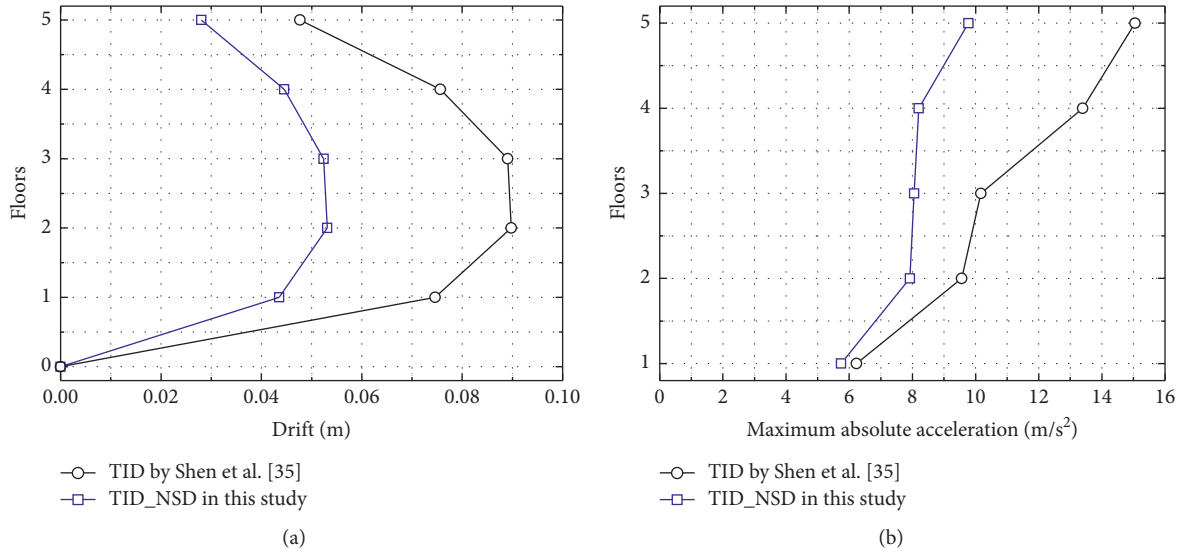 5
4
3
2
1
0
Floors
0.00 0.02 0.04 0.06 0.08 0.10
Drift (m)
TID by Shen et al. [35]
TID_NSD in this study
(a)
5
4
3
2
1
Floors
0 2 4 6 8 10 12 14 16
Maximum absolute acceleration (m/s²)
TID by Shen et al. [35]
TID_NSD in this study
(b)